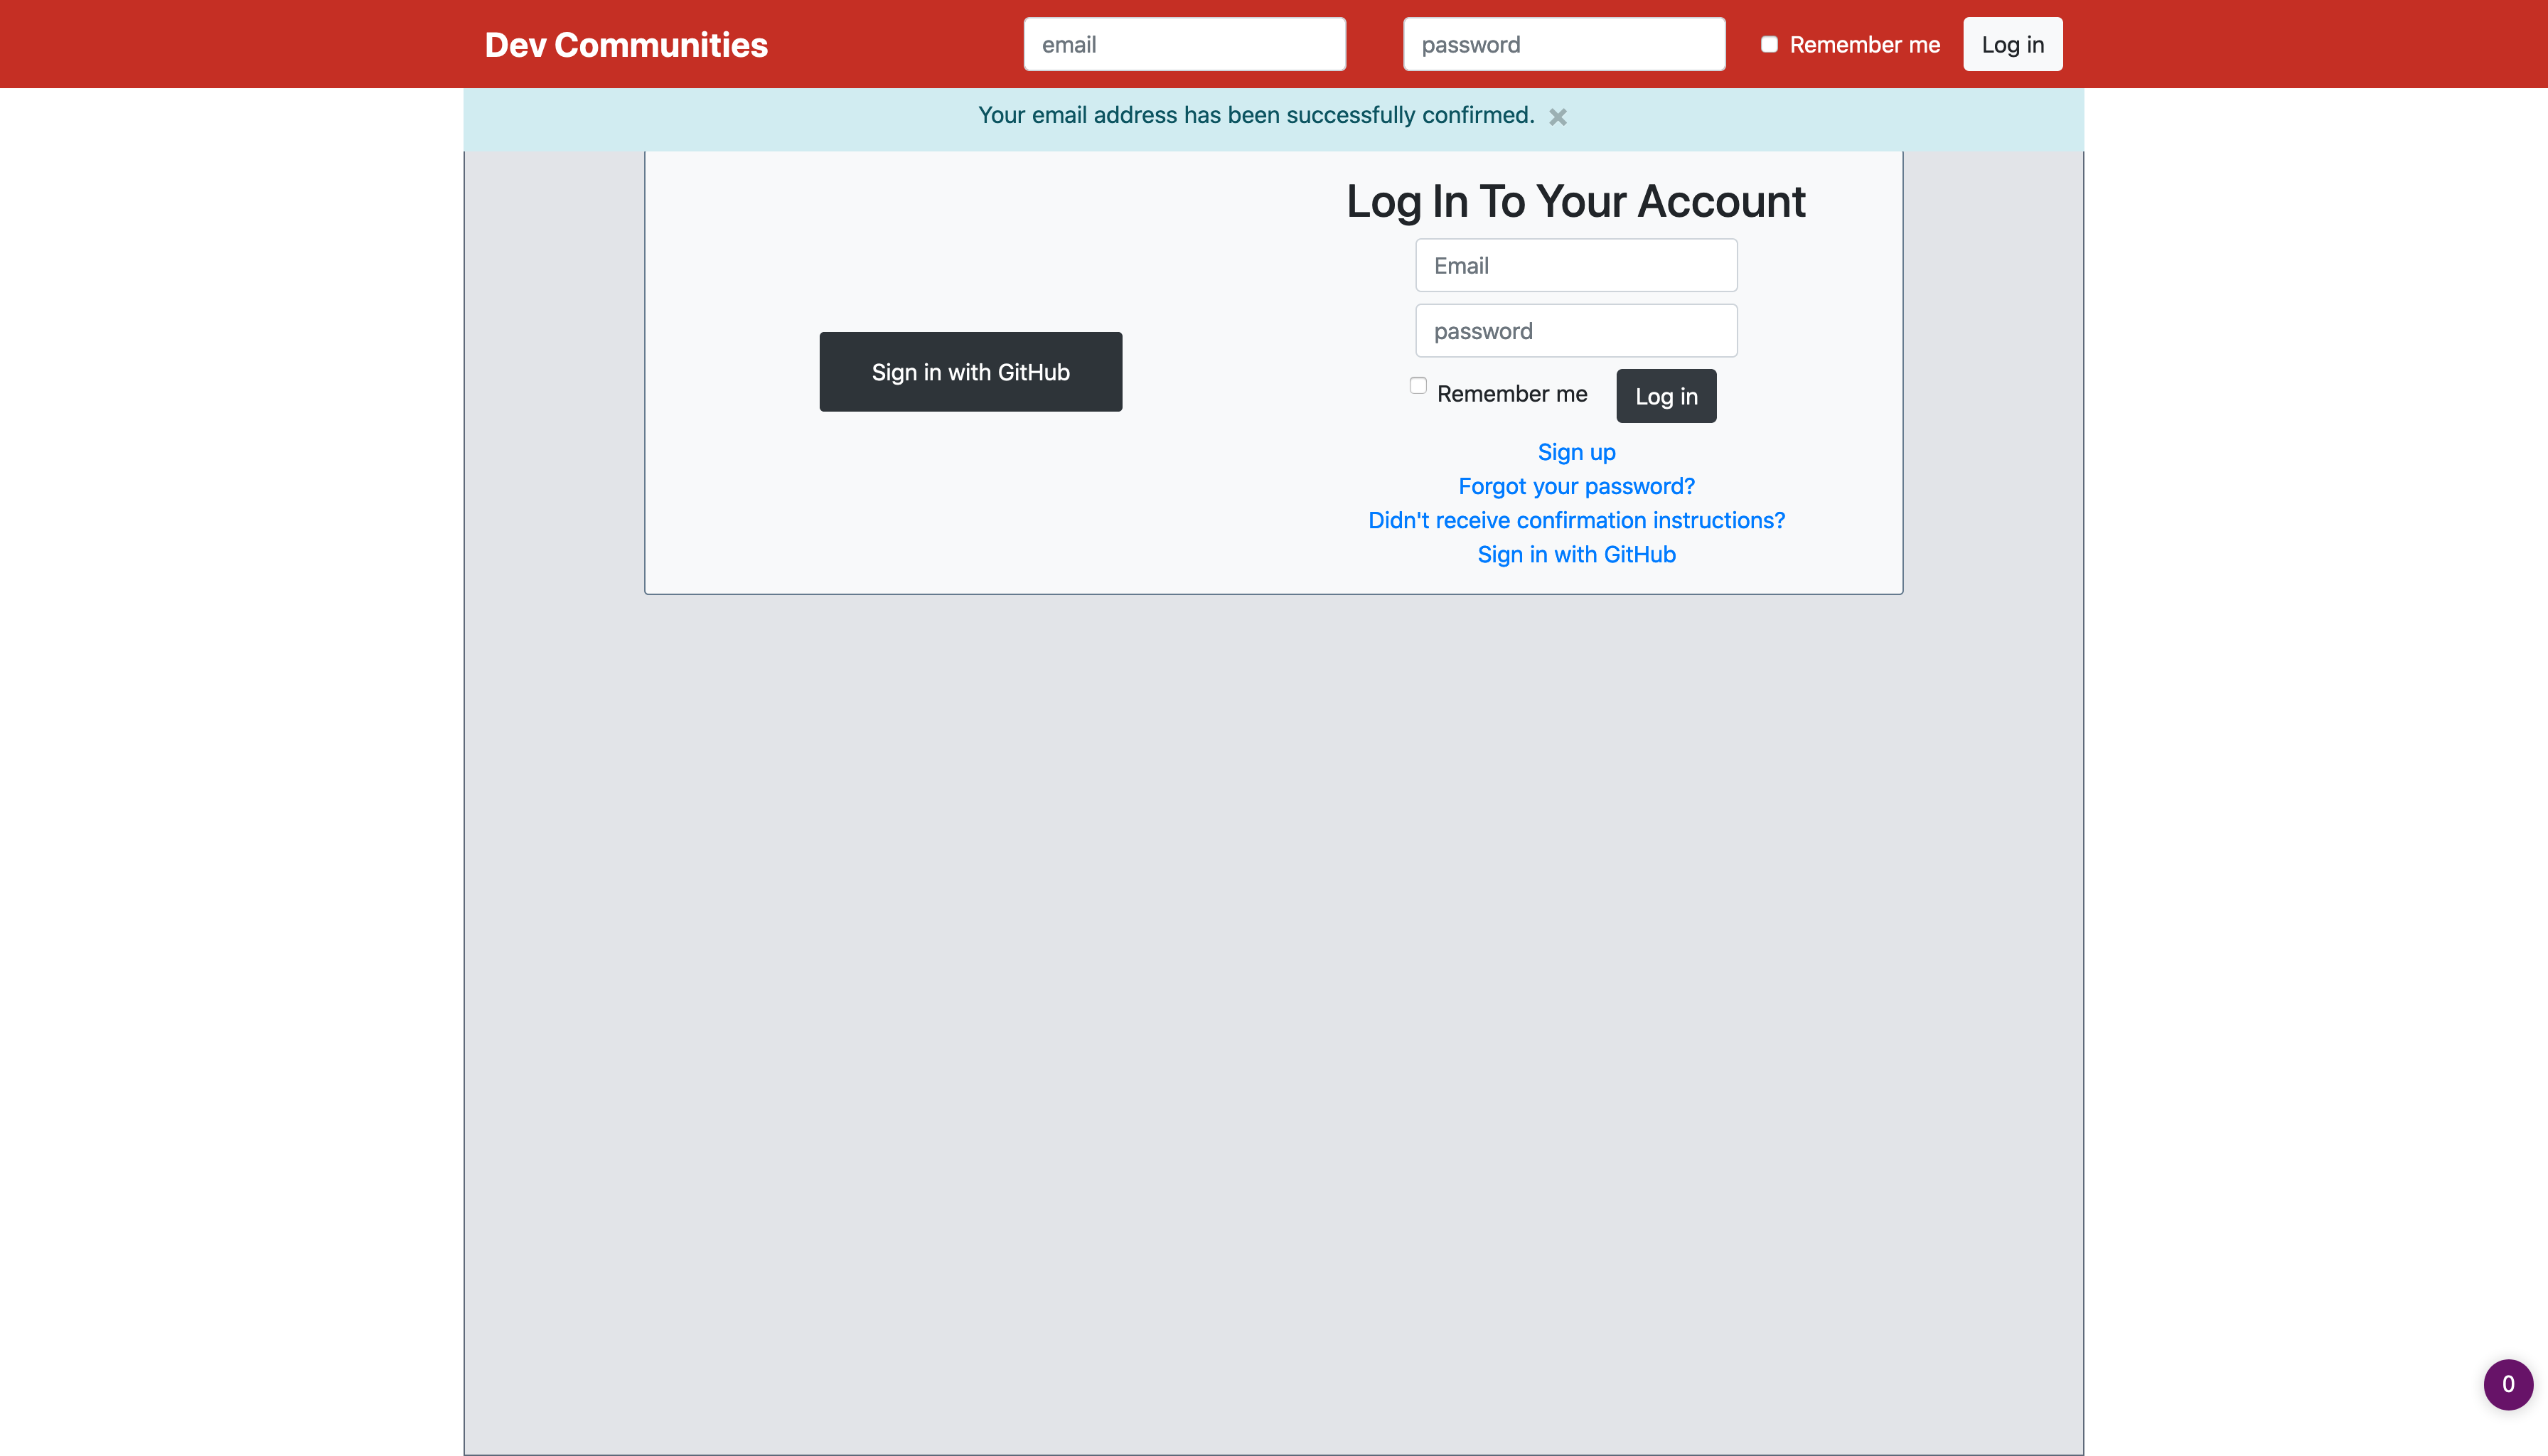 Dev Communities
email
password
Remember me
Log in
Your email address has been successfully confirmed. ×
Log In To Your Account
Email
password
Remember me
Log in
Sign in with GitHub
Sign up
Forgot your password?
Didn't receive confirmation instructions?
Sign in with GitHub
0